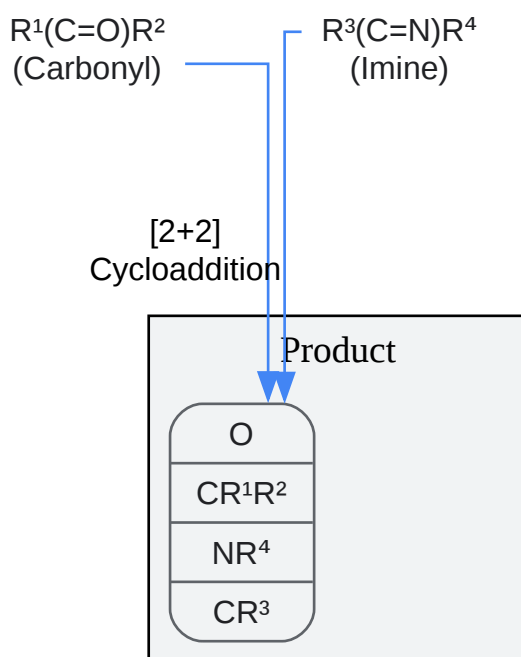 R¹(C=O)R²
(Carbonyl)
R³(C=N)R⁴
(Imine)
[2+2]
Cycloaddition
Product
O
CR¹R²
NR⁴
CR³